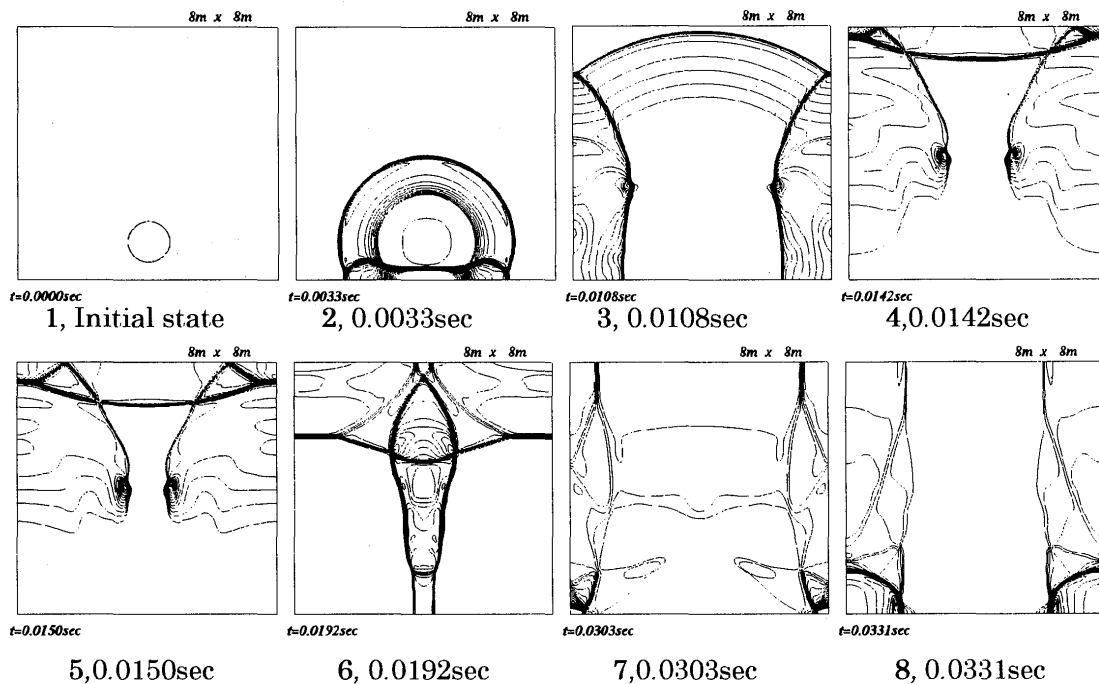 8m x 8m
8m x 8m
8m x 8m
8m x 8m
t=0.0000sec
t=0.0033sec
t=0.0108sec
t=0.0142sec
1, Initial state
2, 0.0033sec
3, 0.0108sec
4,0.0142sec
8m x 8m
8m x 8m
8m x 8m
8m x 8m
t=0.0150sec
t=0.0192sec
t=0.0303sec
t=0.0331sec
5,0.0150sec
6, 0.0192sec
7,0.0303sec
8, 0.0331sec